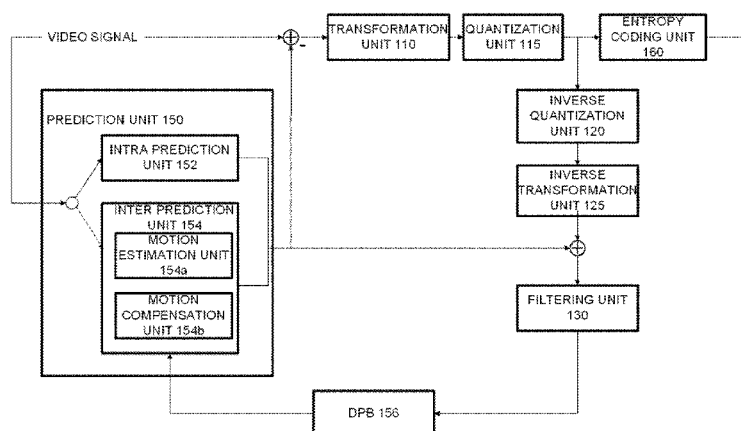 VIDEO SIGNAL
-
TRANSFORMATION
UNIT 110
QUANTIZATION
UNIT 115
ENTROPY
CODING UNIT
160
PREDICTION UNIT 150
INTRA PREDICTION
UNIT 152
INTER PREDICTION
UNIT 154
MOTION
ESTIMATION UNIT
154a
MOTION
COMPENSATION
UNIT 154b
INVERSE
QUANTIZATION
UNIT 120
INVERSE
TRANSFORMATION
UNIT 125
FILTERING UNIT
130
DPB 156